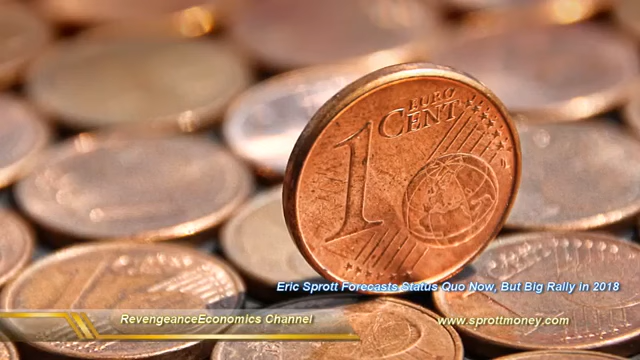 1
EURO
CENT
Eric Sprott Forecasts Status Quo Now, But Big Rally in 2018
RevengeanceEconomics Channel
www.sprottmoney.com